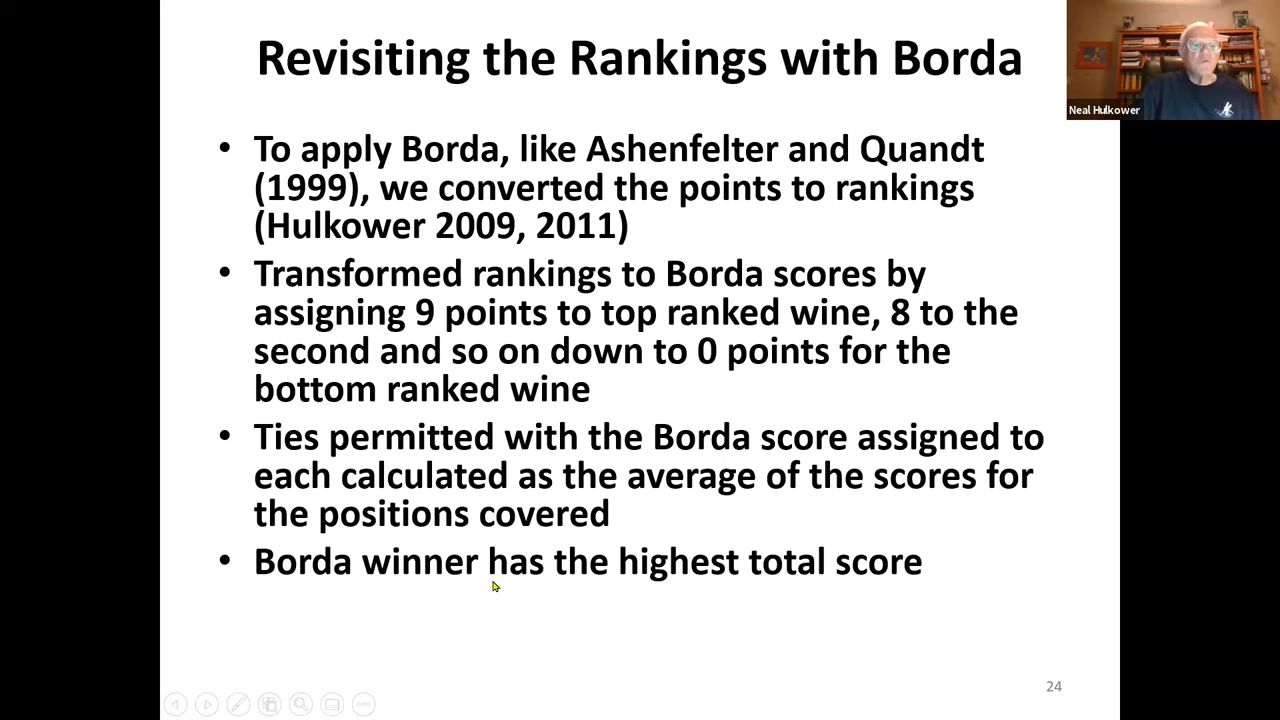 Revisiting the Rankings with Borda
Neal Hulkower
• To apply Borda, like Ashenfelter and Quandt
(1999), we converted the points to rankings
(Hulkower 2009, 2011)
• Transformed rankings to Borda scores by
assigning 9 points to top ranked wine, 8 to the
second and so on down to 0 points for the
bottom ranked wine
• Ties permitted with the Borda score assigned to
each calculated as the average of the scores for
the positions covered
• Borda winner has the highest total score
24